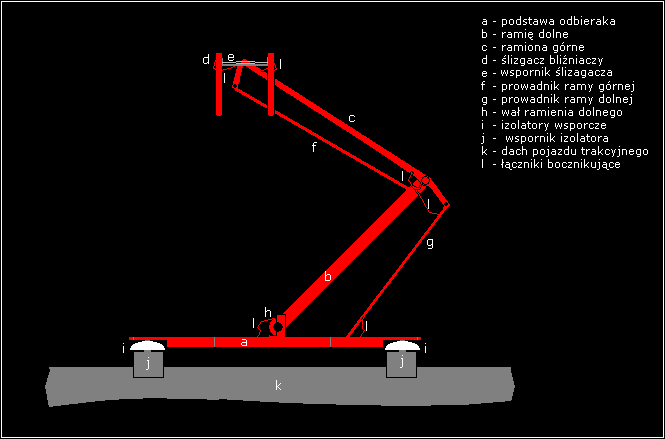 a - podstawa odbieraka
b - ramię dolne
c - ramiona górne
d - ślizgacz bliźniaczy
e - wspornik ślizagacza
f - prowadnik ramy górnej
g - prowadnik ramy dolnej
h - wał ramienia dolnego
i - izolatory wsporcze
j - wspornik izolatora
k - dach pojazdu trakcyjnego
l - łączniki bocznikujące
d e l
l
c
f
l
l
g
b
h
l l
a
i i
j j
k